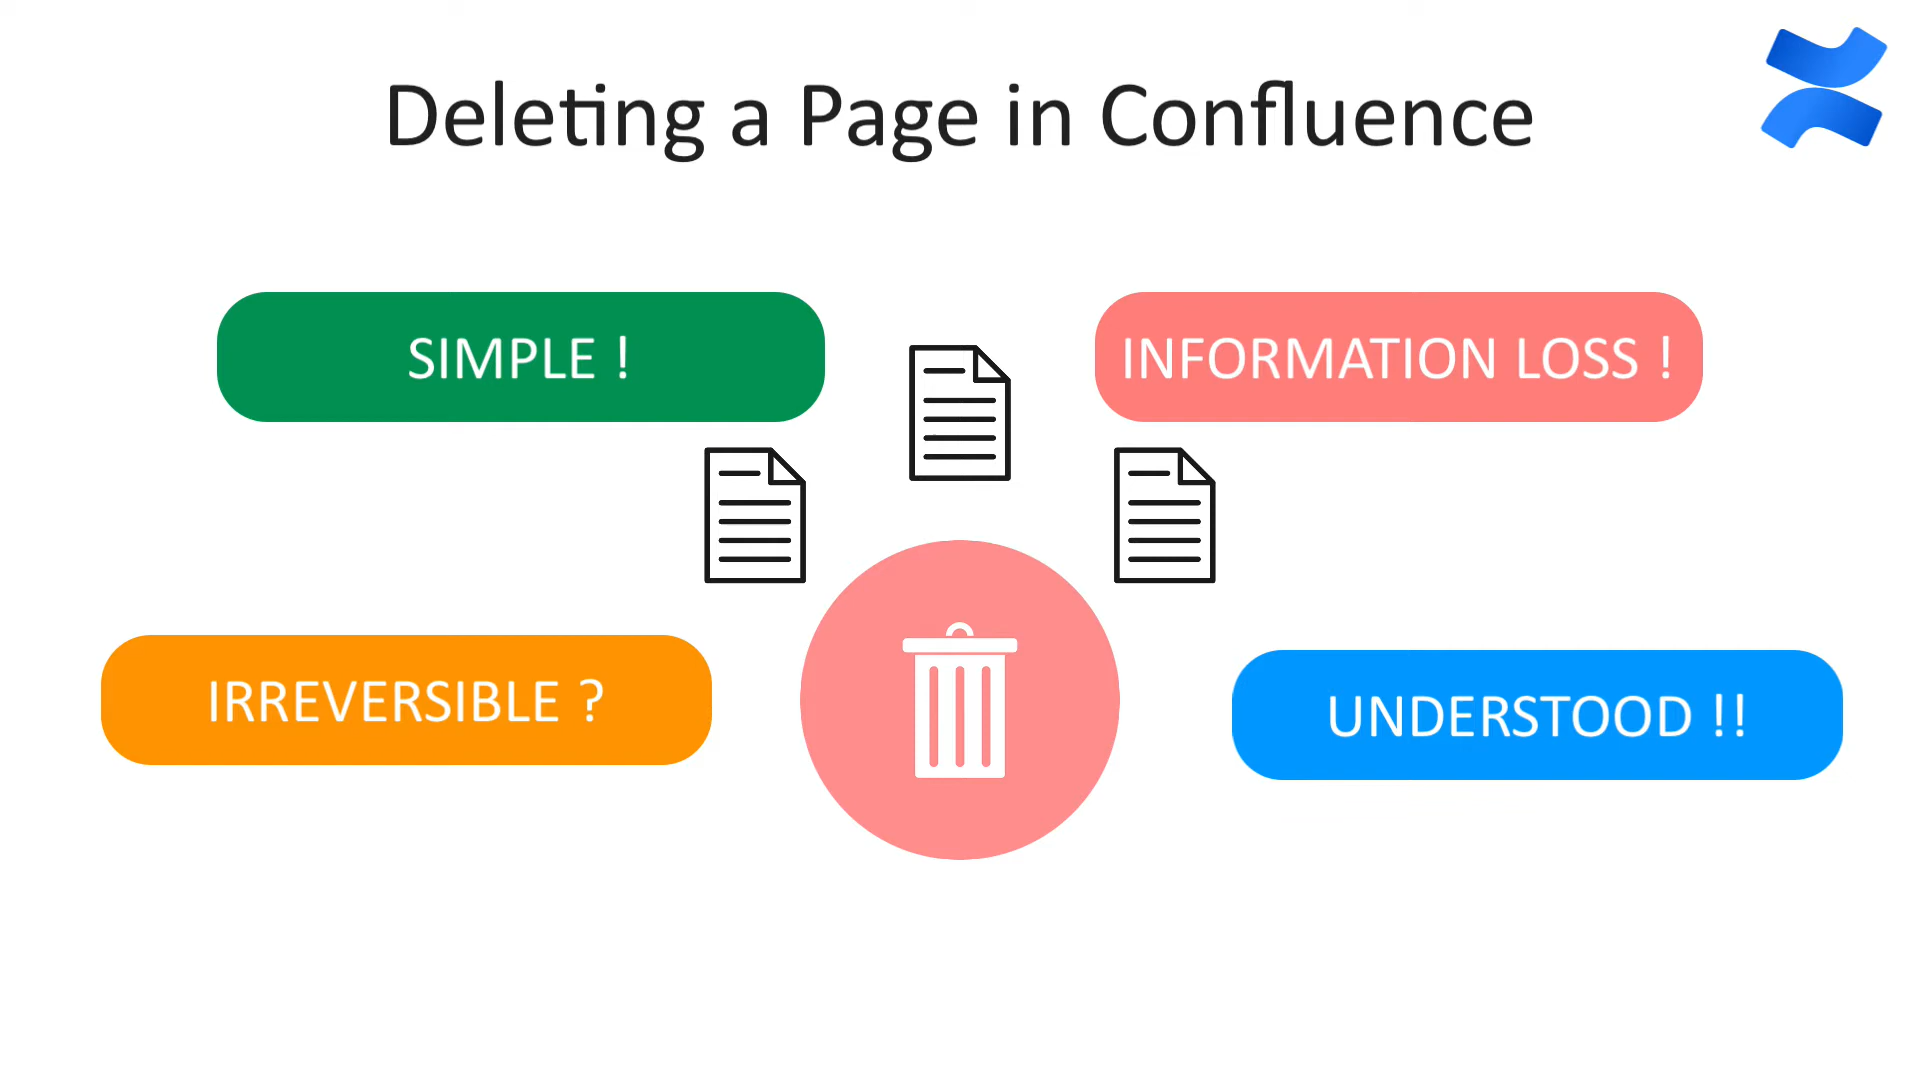 Deleting a Page in Confluence
SIMPLE !
INFORMATION LOSS !
IRREVERSIBLE ?
UNDERSTOOD !!